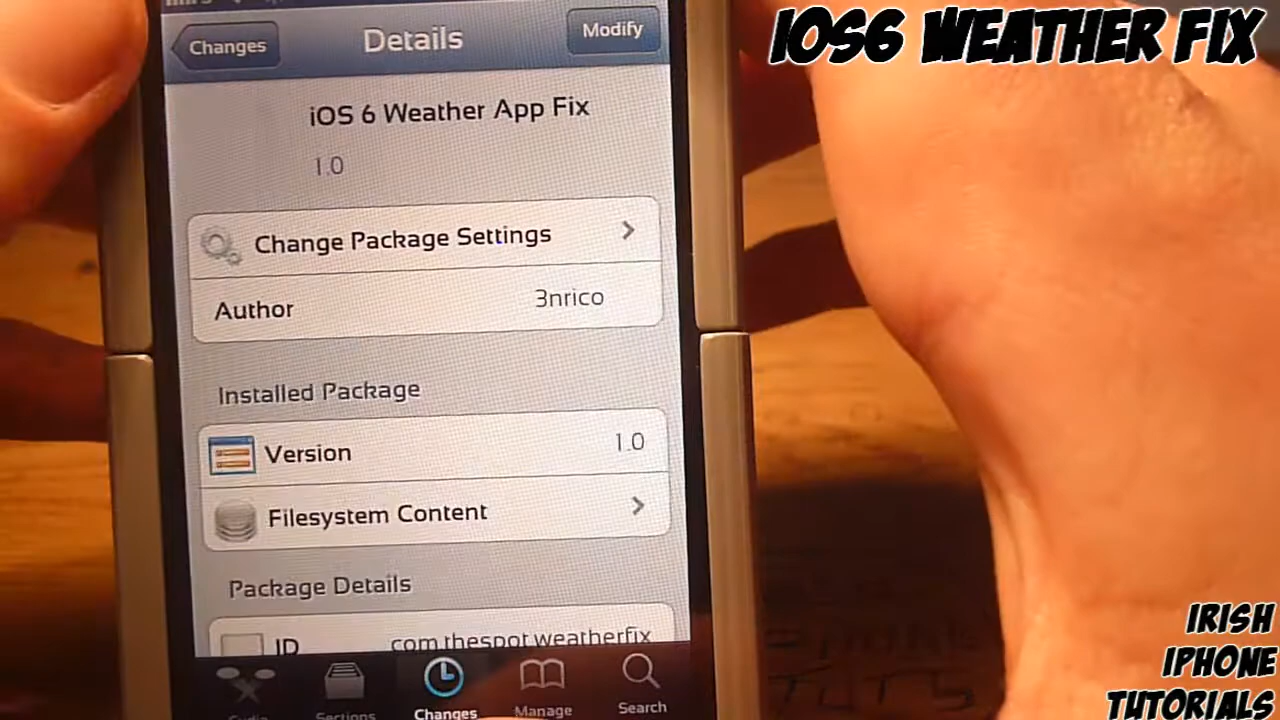 IOS6 WEATHER FIX
Changes
Details
Modify
iOS 6 Weather App Fix
1.0
Change Package Settings
Author
3nrico
Installed Package
Version
1.0
Filesystem Content
Package Details
ID
com.thespot.weatherfix
Cydia
Sections
Changes
Manage
Search
IRISH
IPHONE
TUTORIALS